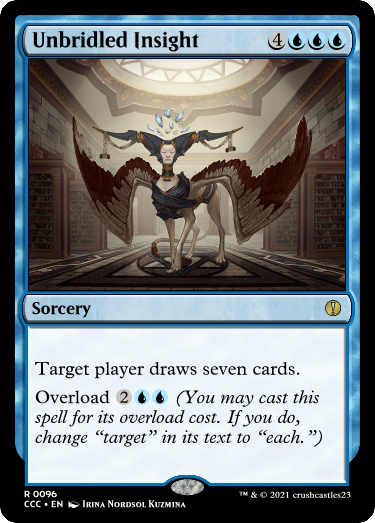 Unbridled Insight 4
Sorcery
Target player draws seven cards.
Overload 2 (You may cast this
spell for its overload cost. If you do,
change “target” in its text to “each.”)
R 0096
CCC • EN Irina Nordsol Kuzmina
™ & © 2021 crushcastles23